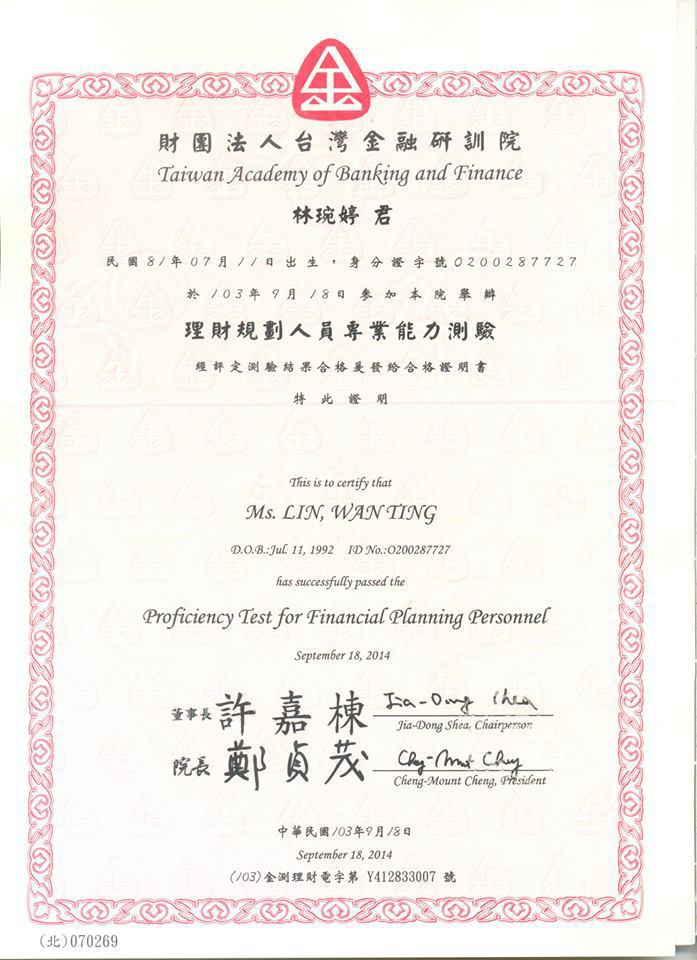 金
財團法人台灣金融研訓院
Taiwan Academy of Banking and Finance
林琬婷 君
民國81年07月11日出生，身分證字號O200287727
於103年9月18日參加本院舉辦
理財規劃人員專業能力測驗
經評定測驗結果合格爰發給合格證明書
特此證明
This is to certify that
Ms. LIN, WAN TING
D.O.B.:Jul. 11, 1992 ID No.:O200287727
has successfully passed the
Proficiency Test for Financial Planning Personnel
September 18, 2014
董事長 許嘉棟 Jia-Dong Shea
Jia-Dong Shea, Chairperson
院長 鄭貞茂 Cheng-Mount Cheng
Cheng-Mount Cheng, President
中華民國103年9月18日
September 18, 2014
(103)金測理財電字第 Y412833007 號
(北)070269